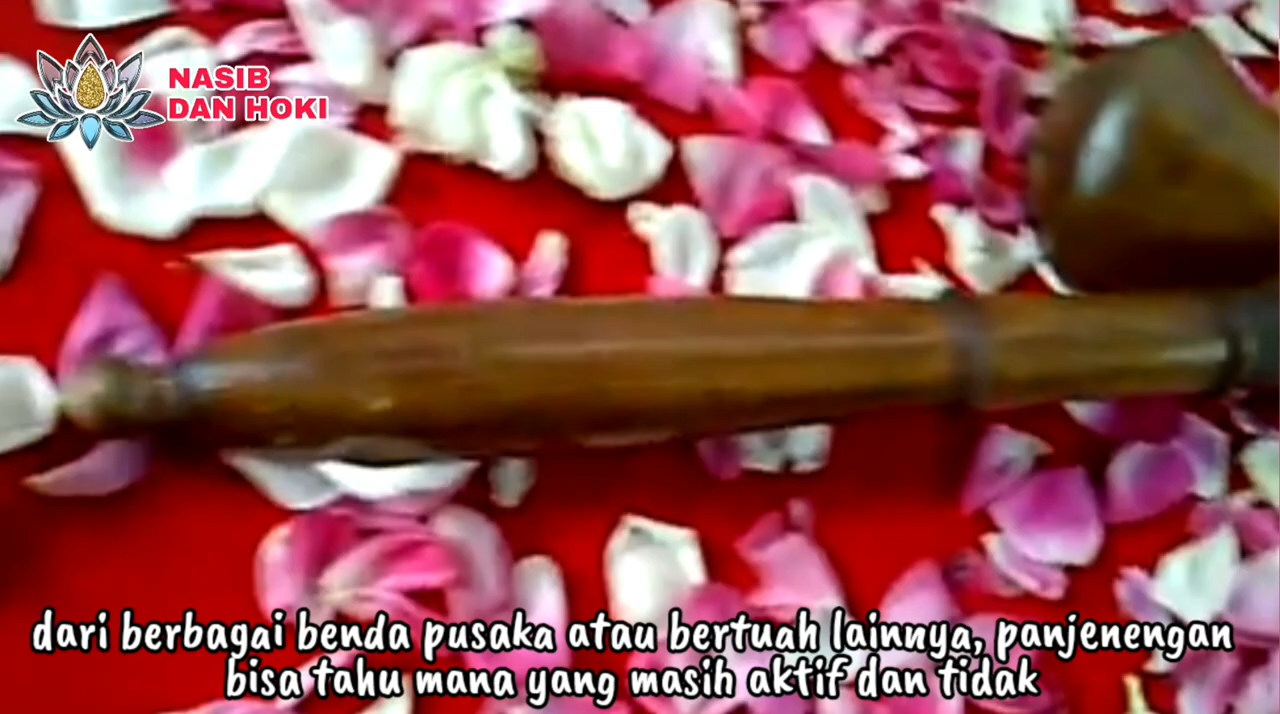 NASIB
DAN HOKI
dari berbagai benda pusaka atau bertuah lainnya, panjenengan
bisa tahu mana yang masih aktif dan tidak